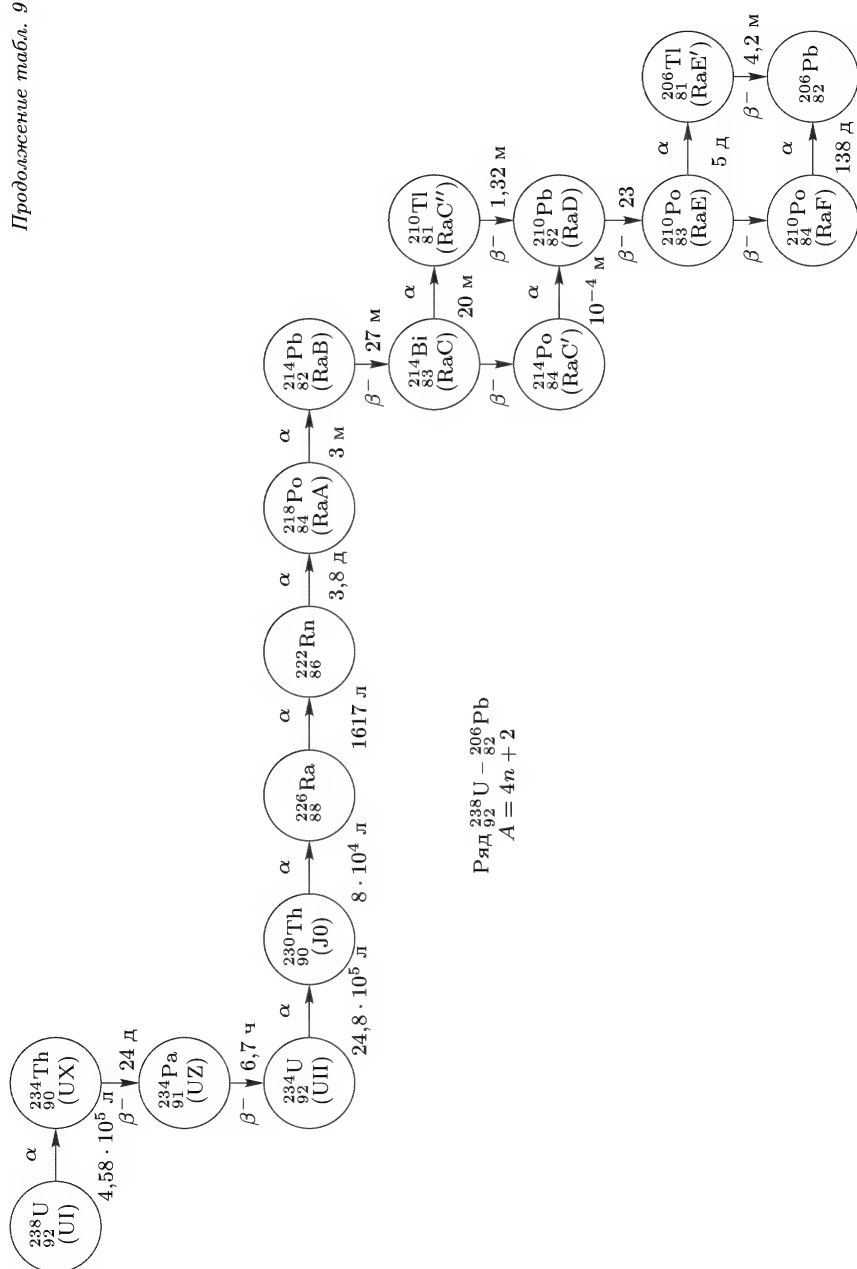 Продолжение табл. 9
²³⁸₉₂U
(UI)
α
4,58 · 10⁵ л
²³⁴₉₀Th
(UX)
β⁻ 24 д
²³⁴₉₁Pa
(UZ)
β⁻ 6,7 ч
²³⁴₉₂U
(UII)
α
24,8 · 10⁵ л
²³⁰₉₀Th
(J0)
α
8 · 10⁴ л
²²⁶₈₈Ra
α
1617 л
²²²₈₆Rn
α
3,8 д
²¹⁸₈₄Po
(RaA)
α
3 м
²¹⁴₈₂Pb
(RaB)
β⁻ 27 м
²¹⁴₈₃Bi
(RaC)
α
20 м
²¹⁰₈₁Tl
(RaC″)
β⁻
β⁻ 1,32 м
²¹⁴₈₄Po
(RaC′)
α
10⁻⁴ м
²¹⁰₈₂Pb
(RaD)
β⁻ 23
²¹⁰₈₃Po
(RaE)
α
5 д
²⁰⁶₈₁Tl
(RaE′)
β⁻
β⁻ 4,2 м
²¹⁰₈₄Po
(RaF)
α
138 д
²⁰⁶₈₂Pb
Ряд ²³⁸₉₂U – ²⁰⁶₈₂Pb
A = 4n + 2